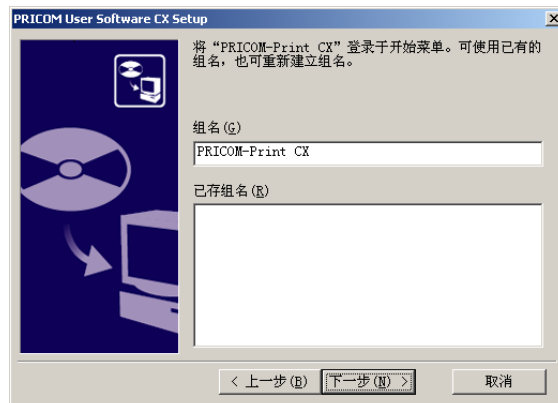 PRICOM User Software CX Setup
将“PRICOM-Print CX”登录于开始菜单。可使用已有的
组名，也可重新建立组名。
组名(G)
PRICOM-Print CX
已存组名(R)
< 上一步(B) 下一步(N) > 取消